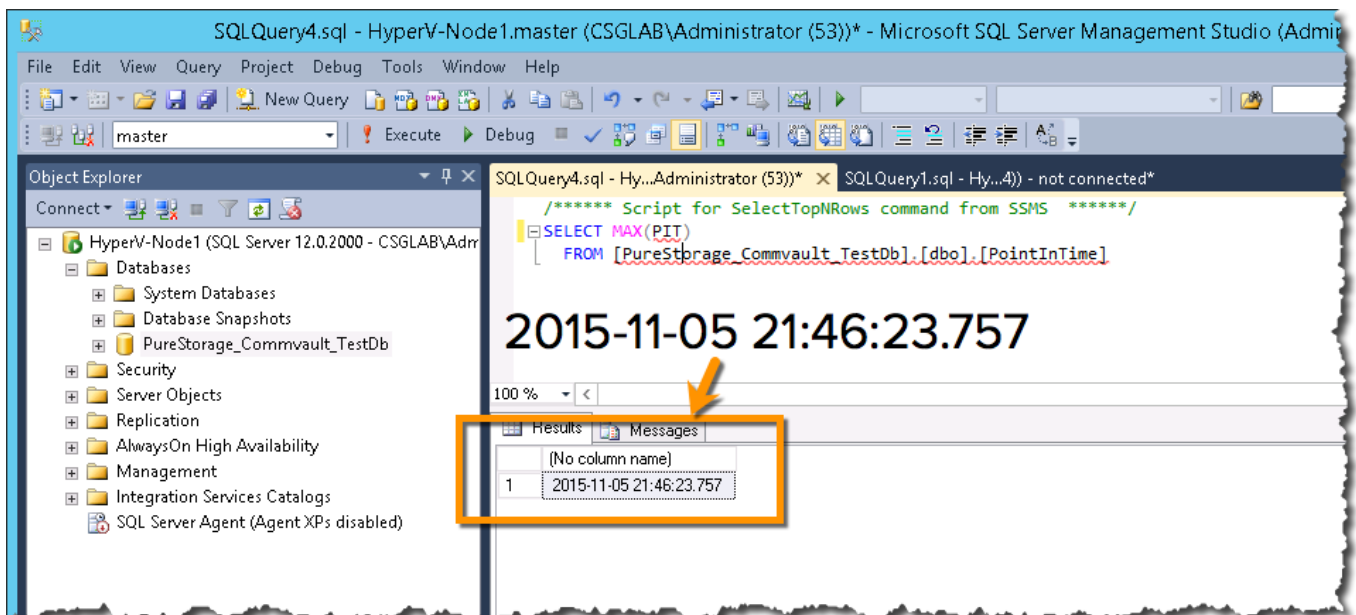 SQLQuery4.sql - HyperV-Node1.master (CSGLAB\Administrator (53))* - Microsoft SQL Server Management Studio (Admi
File Edit View Query Project Debug Tools Window Help
New Query
master
Execute
Debug
Object Explorer
SQLQuery4.sql - Hy...Administrator (53))*
SQLQuery1.sql - Hy...4)) - not connected*
Connect
HyperV-Node1 (SQL Server 12.0.2000 - CSGLAB\Adm
Databases
System Databases
Database Snapshots
PureStorage_Commvault_TestDb
Security
Server Objects
Replication
AlwaysOn High Availability
Management
Integration Services Catalogs
SQL Server Agent (Agent XPs disabled)
/****** Script for SelectTopNRows command from SSMS ******/
SELECT MAX(PIT)
FROM [PureStorage_Commvault_TestDb].[dbo].[PointInTime]
2015-11-05 21:46:23.757
100 %
Results
Messages
(No column name)
1 2015-11-05 21:46:23.757